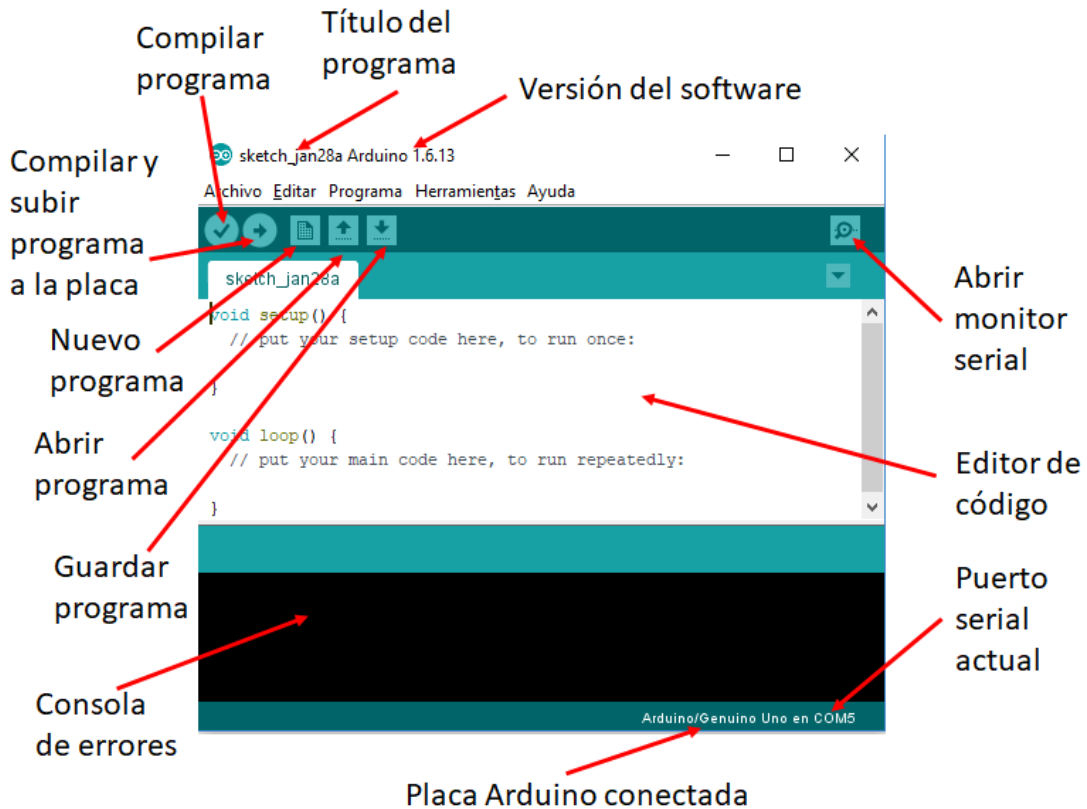 Compilar
programa
Título del
programa
Versión del software
Compilar y
subir
programa
a la placa
sketch_jan28a Arduino 1.6.13
Archivo Editar Programa Herramientas Ayuda
sketch_jan28a
void setup() {
// put your setup code here, to run once:
}
void loop() {
// put your main code here, to run repeatedly:
}
Nuevo
programa
Abrir
programa
Guardar
programa
Consola
de errores
Abrir
monitor
serial
Editor de
código
Puerto
serial
actual
Arduino/Genuino Uno en COM5
Placa Arduino conectada